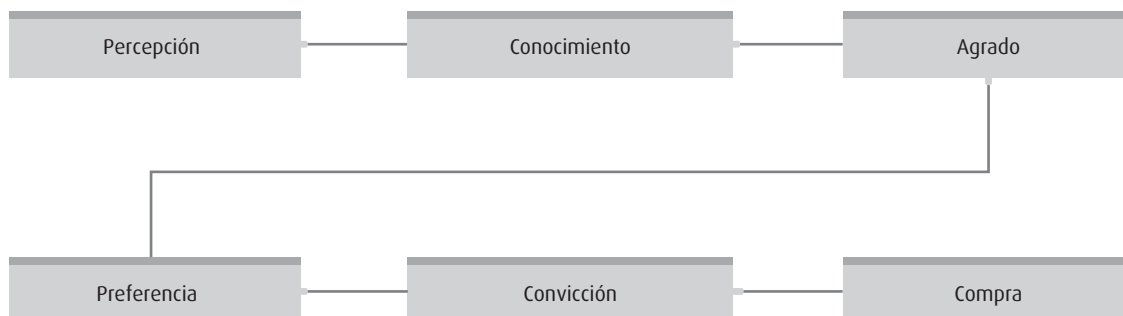 Percepción
Conocimiento
Agrado
Preferencia
Convicción
Compra